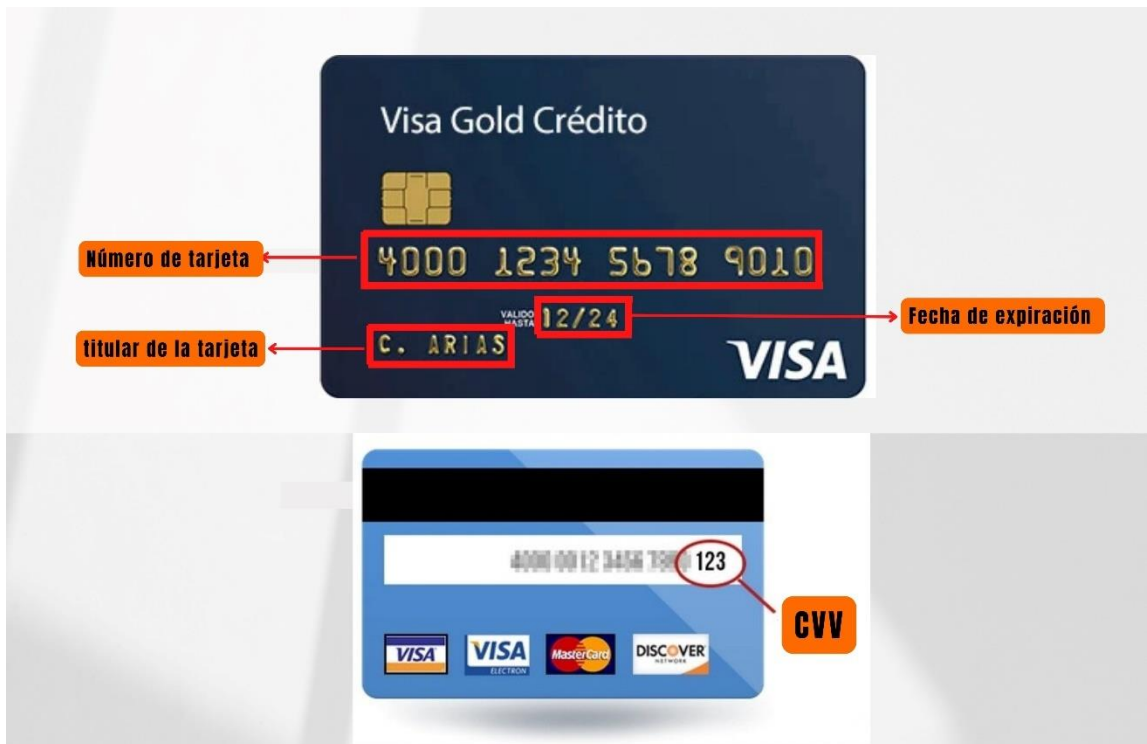 Visa Gold Crédito
Número de tarjeta
4000 1234 5678 9010
VALIDO
HASTA
12/24
Fecha de expiración
titular de la tarjeta
C. ARIAS
VISA
123
CVV
VISA
VISA
ELECTRON
MasterCard
DISCOVER
NETWORK